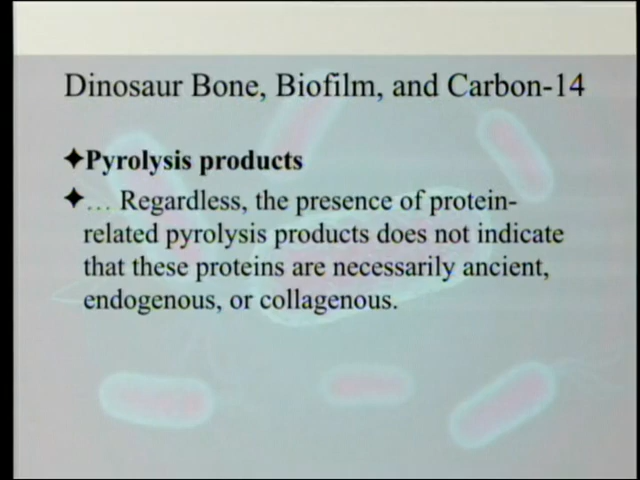 Dinosaur Bone, Biofilm, and Carbon-14
✦Pyrolysis products
✦… Regardless, the presence of protein-
related pyrolysis products does not indicate
that these proteins are necessarily ancient,
endogenous, or collagenous.